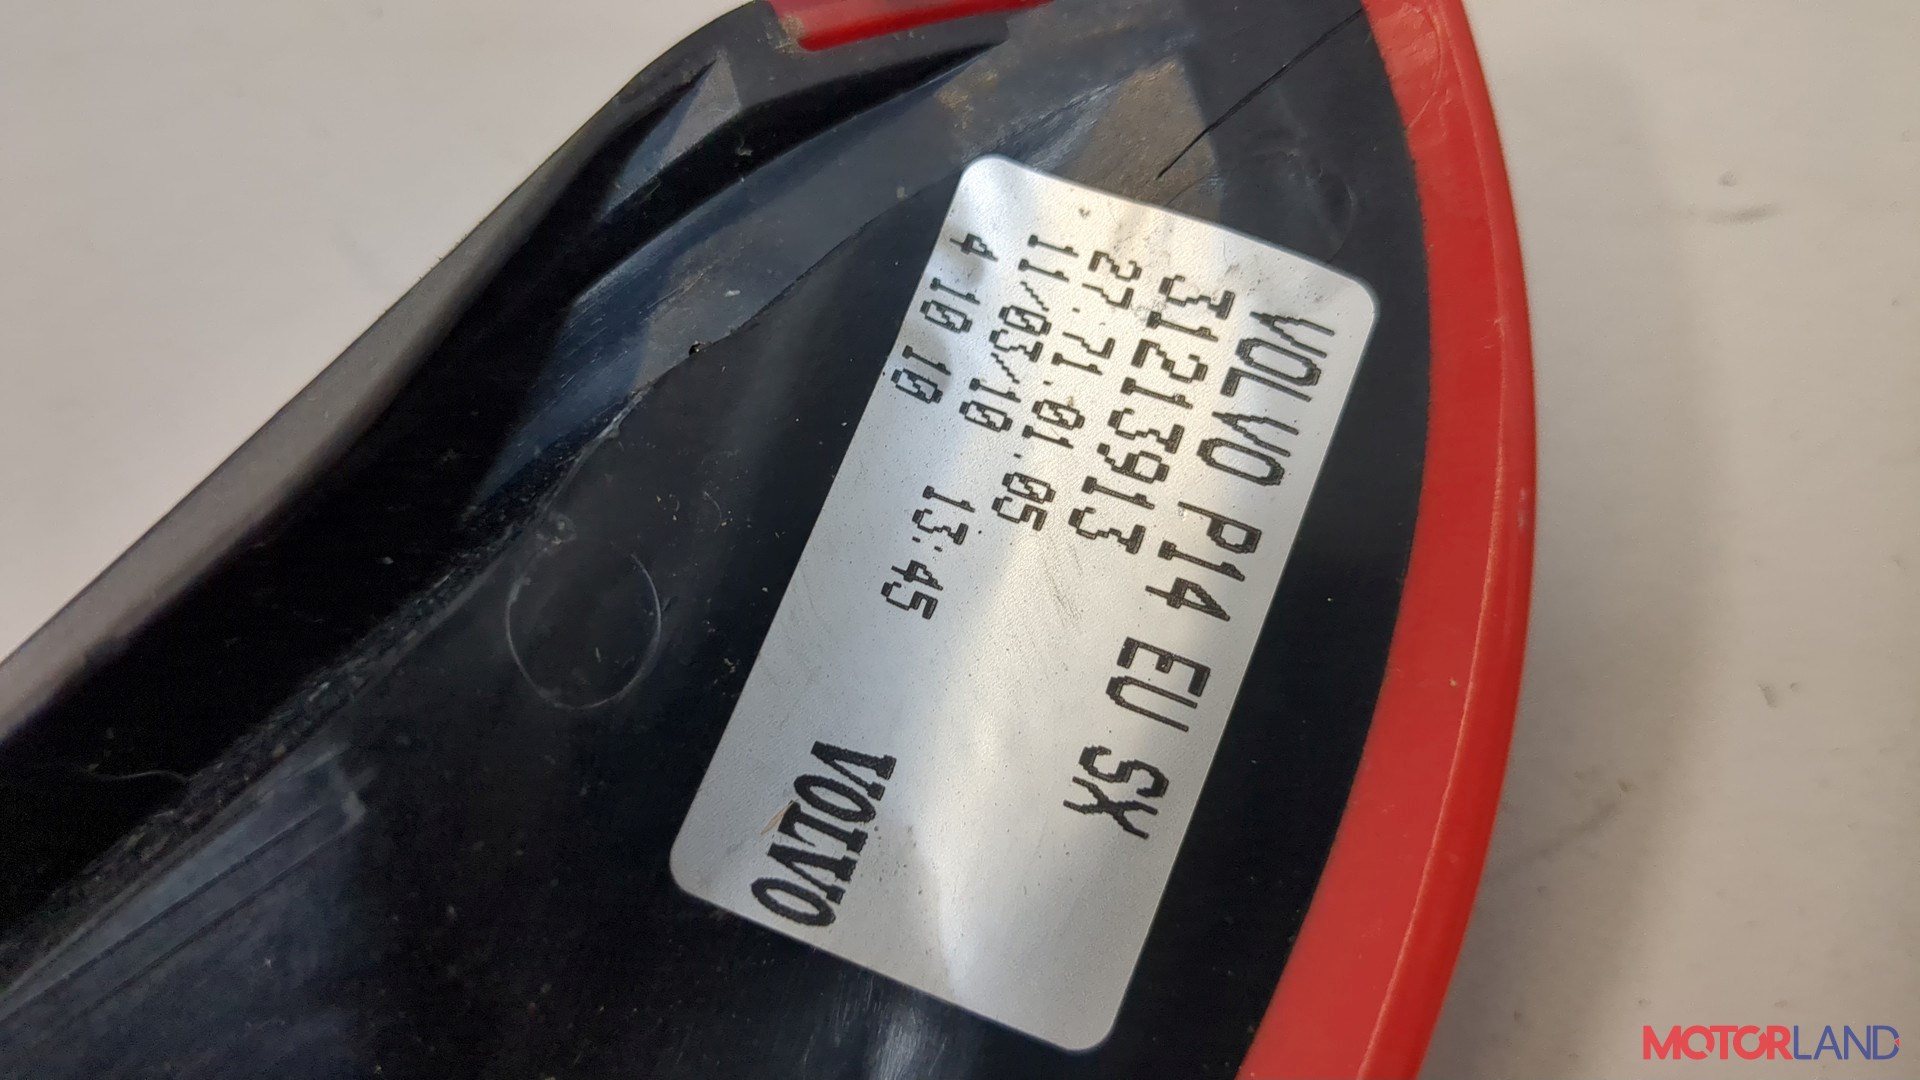 VOLVO P14 EU SX
31213913
27.71.01.05
11/03/10
4 10 10 13:45
VOLVO
MOTORLAND